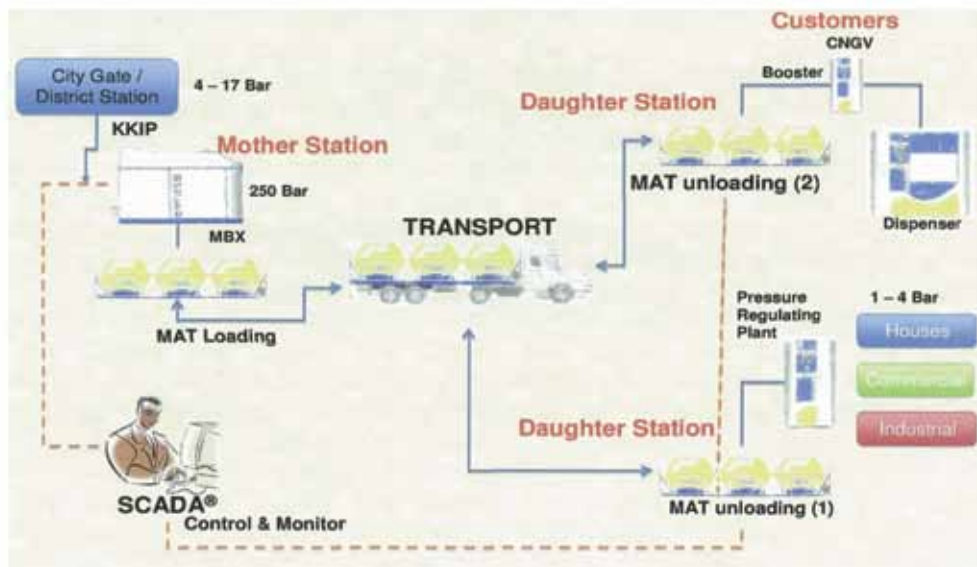 Customers
CNGV
City Gate /
District Station
4 – 17 Bar
Booster
Daughter Station
KKIP
Mother Station
250 Bar
MAT unloading (2)
MBX
TRANSPORT
Dispenser
MAT Loading
Pressure
Regulating
Plant
1 – 4 Bar
Houses
Commercial
Industrial
Daughter Station
SCADA®
Control & Monitor
MAT unloading (1)